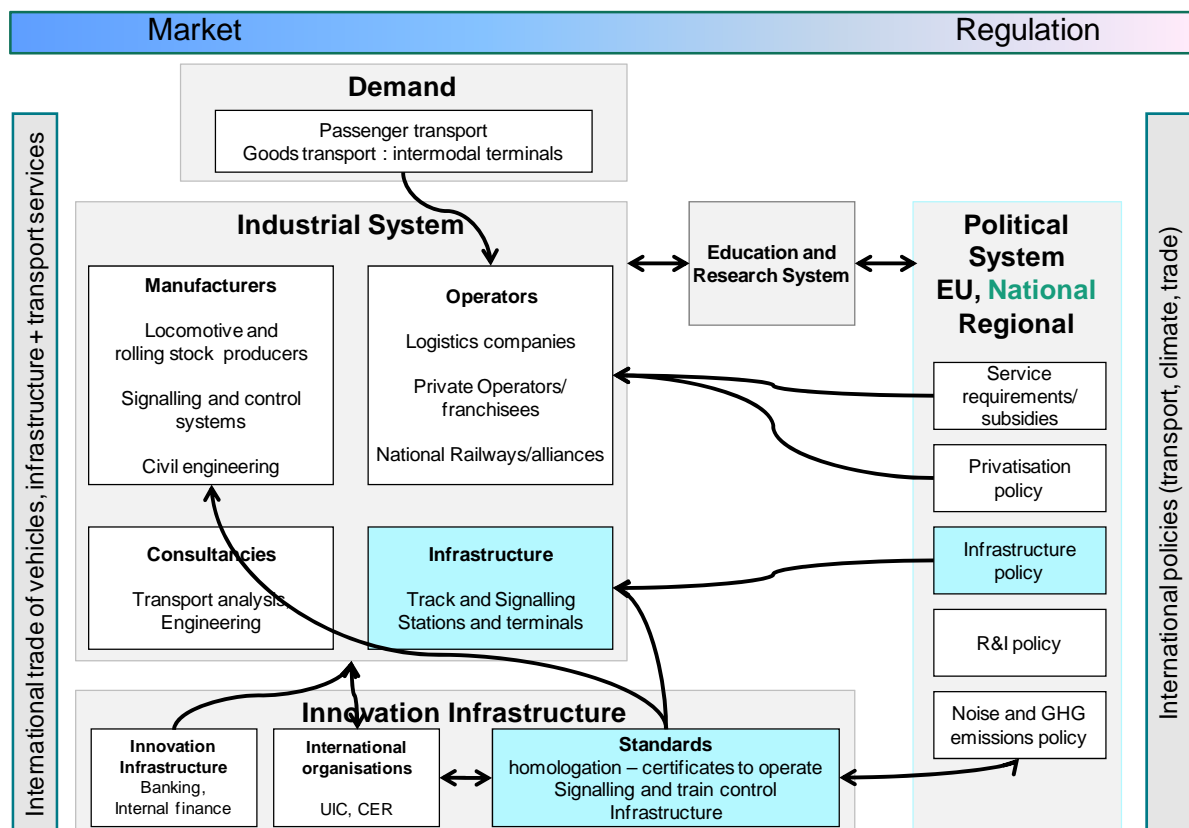 Market
Regulation
International trade of vehicles, infrastructure + transport services
Demand
Passenger transport
Goods transport : intermodal terminals
Industrial System
Manufacturers
Locomotive and
rolling stock producers
Signalling and control
systems
Civil engineering
Operators
Logistics companies
Private Operators/
franchisees
National Railways/alliances
Consultancies
Transport analysis,
Engineering
Infrastructure
Track and Signalling
Stations and terminals
Education and
Research System
Political
System
EU, National
Regional
Service
requirements/
subsidies
Privatisation
policy
Infrastructure
policy
R&I policy
Noise and GHG
emissions policy
Innovation Infrastructure
Innovation
Infrastructure
Banking,
Internal finance
International
organisations
UIC, CER
Standards
homologation – certificates to operate
Signalling and train control
Infrastructure
International policies (transport, climate, trade)